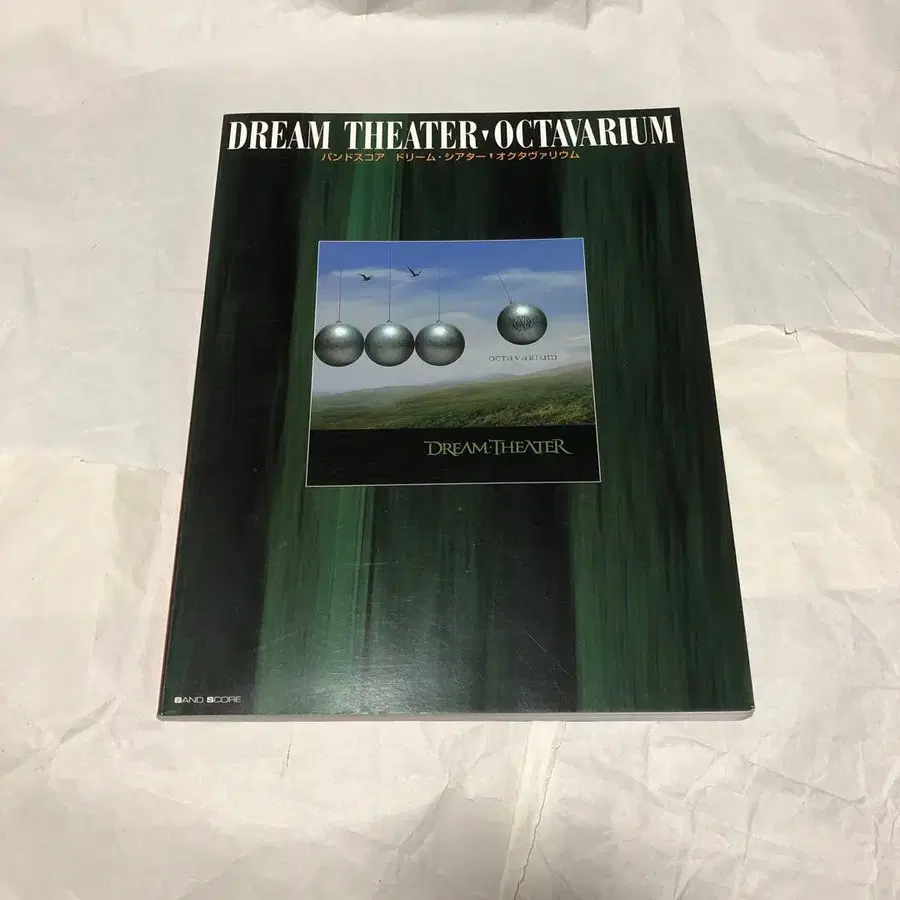 DREAM THEATER▼OCTAVARIUM
バンドスコア ドリーム・シアター▼オクタヴァリウム
octavarium
DREAM·THEATER
BAND SCORE